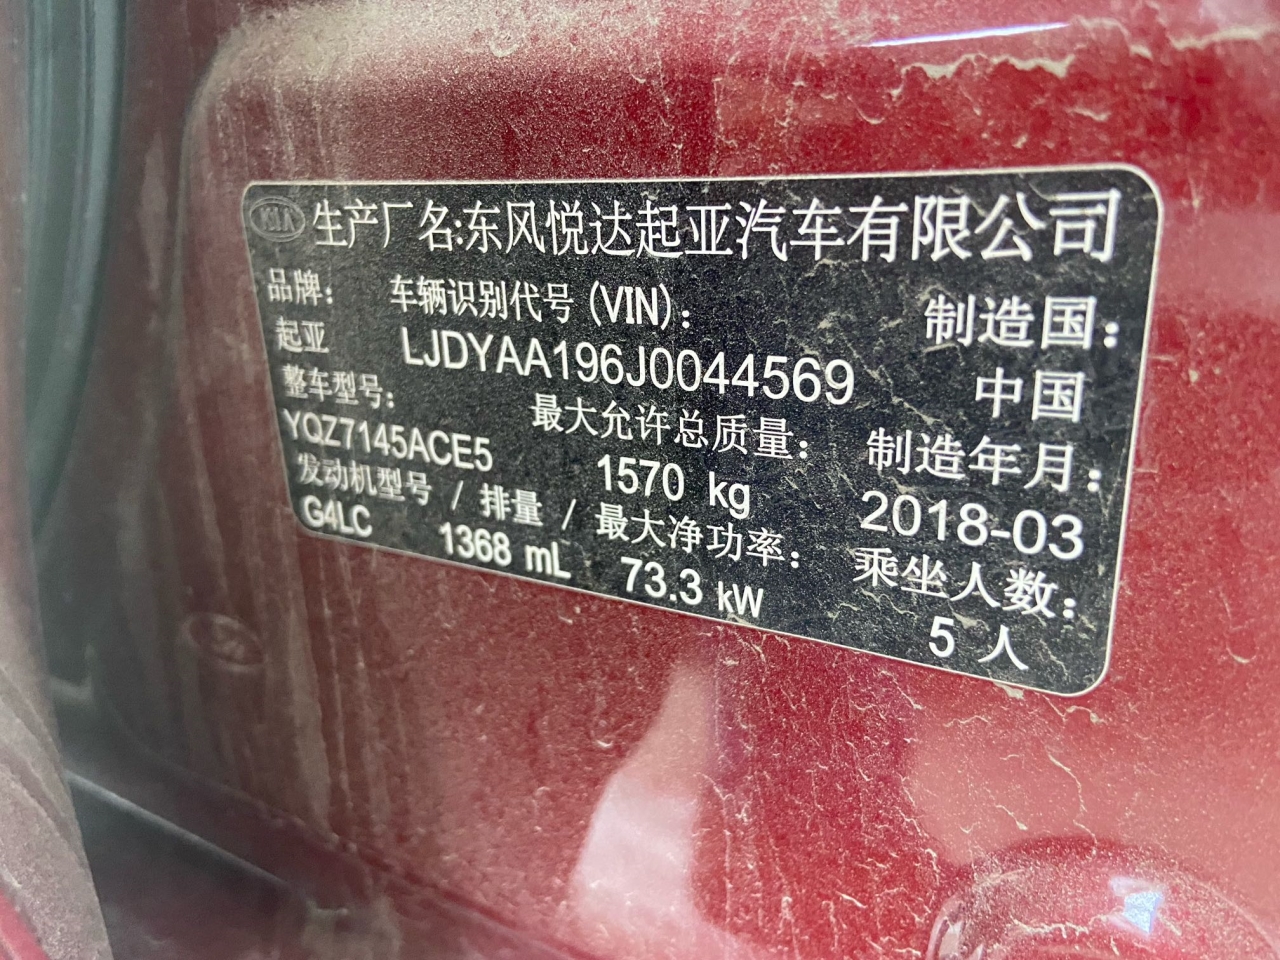 KIA 生产厂名:东风悦达起亚汽车有限公司
品牌: 车辆识别代号 (VIN): 制造国:
起亚 LJDYAA196J0044569 中国
整车型号: 最大允许总质量: 制造年月:
YQZ7145ACE5 1570 kg 2018-03
发动机型号 / 排量 / 最大净功率: 乘坐人数:
G4LC 1368 mL 73.3 kW 5 人